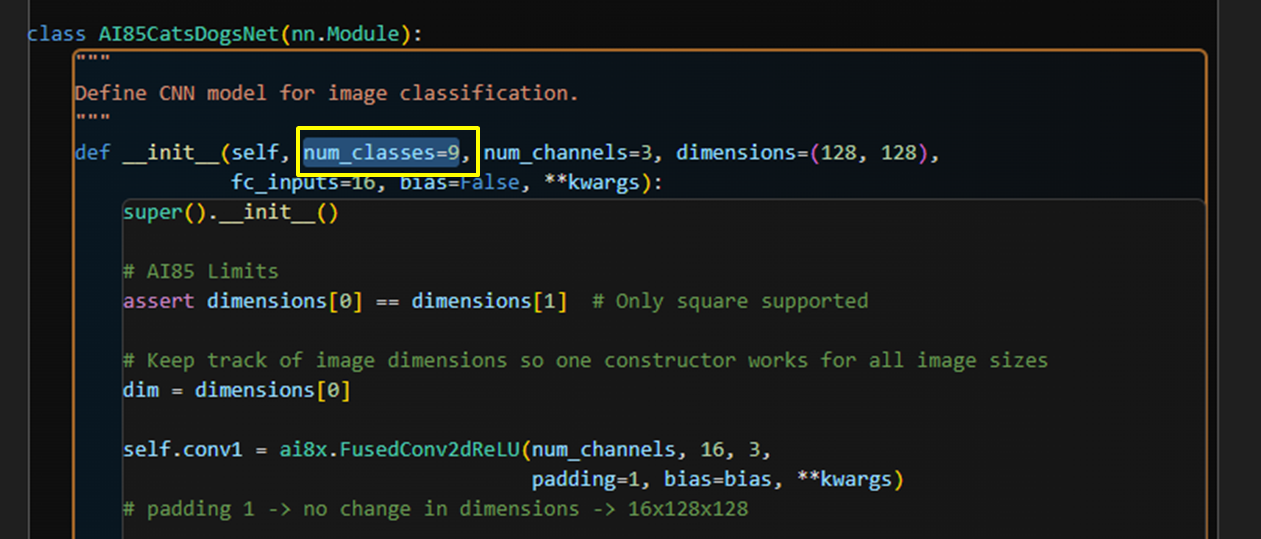 class AI85CatsDogsNet(nn.Module):
"""
Define CNN model for image classification.
"""
def __init__(self, num_classes=9, num_channels=3, dimensions=(128, 128),
fc_inputs=16, bias=False, **kwargs):
super().__init__()
# AI85 Limits
assert dimensions[0] == dimensions[1]  # Only square supported
# Keep track of image dimensions so one constructor works for all image sizes
dim = dimensions[0]
self.conv1 = ai8x.FusedConv2dReLU(num_channels, 16, 3,
padding=1, bias=bias, **kwargs)
# padding 1 -> no change in dimensions -> 16x128x128